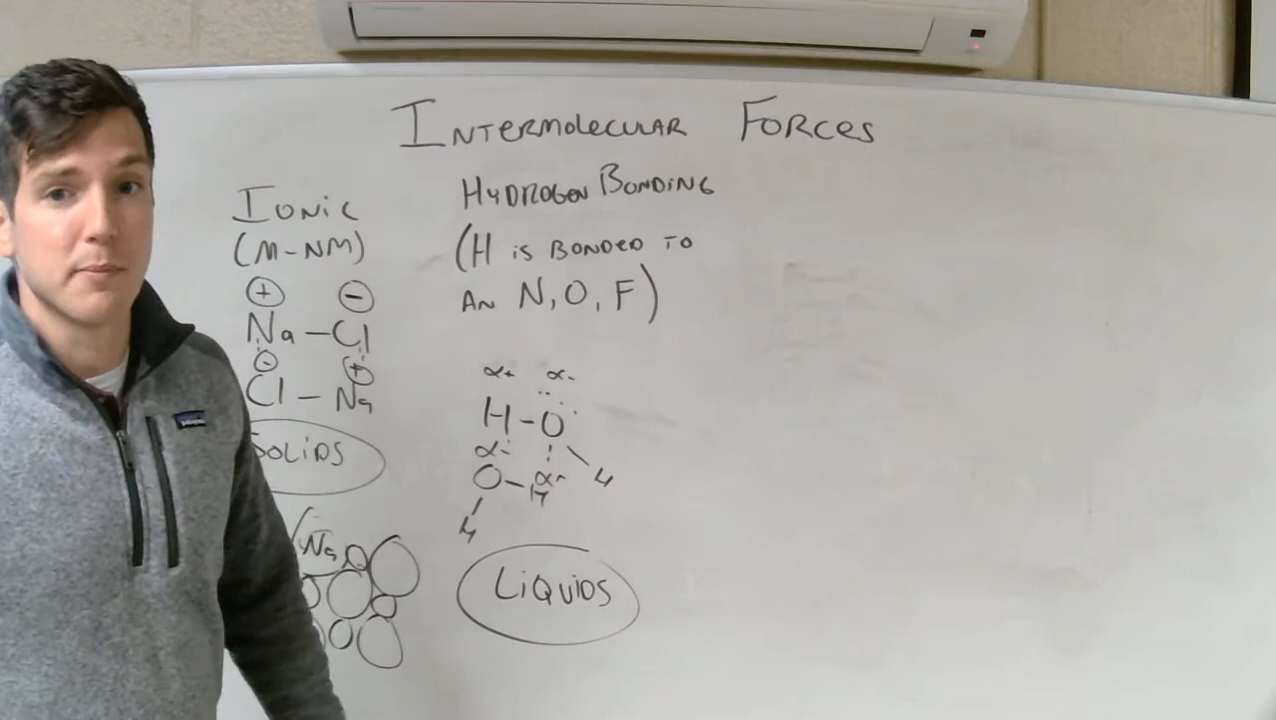 INTERMOLECULAR FORCES
IONIC
(M-NM)
+ -
Na-Cl
- +
Cl-Na
SOLIDS
Na
HYDROGEN BONDING
(H IS BONDED TO
AN N, O, F)
α+ α-
H-O
H
α-
O-H
α+
H
LIQUIDS